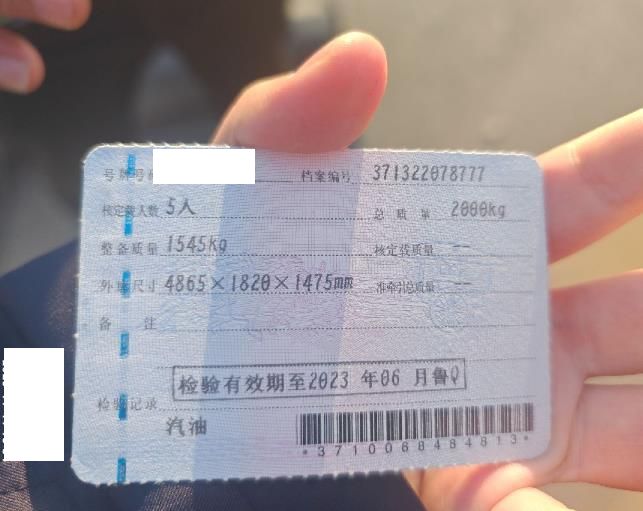 号牌号码 档案编号 371322078777
核定载人数 5人 总质量 2000kg
整备质量 1545kg 核定载质量 --
外廓尺寸 4865×1820×1475mm 准牵引总质量 --
备注
检验有效期至2023年06月鲁Q
检验记录
汽油
*3710068484813*